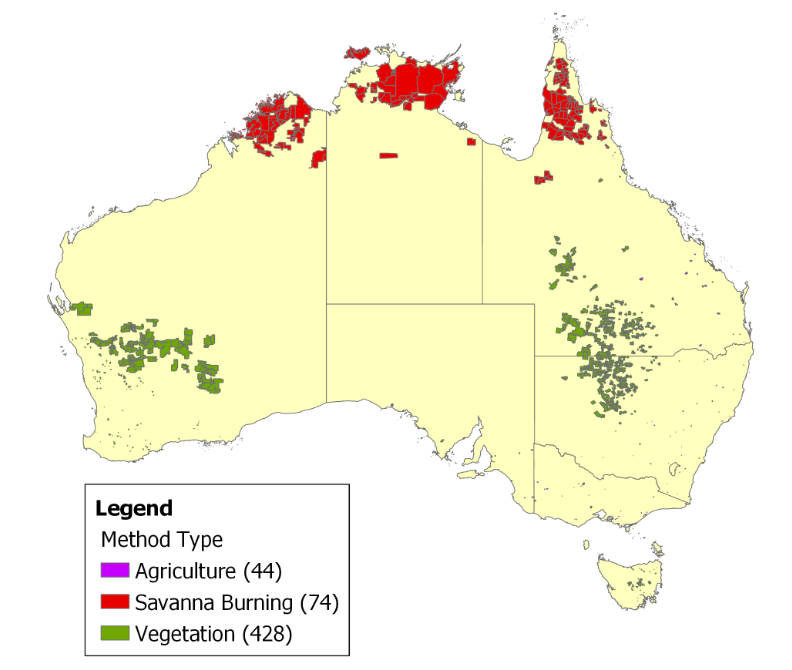 Legend
Method Type
Agriculture (44)
Savanna Burning (74)
Vegetation (428)